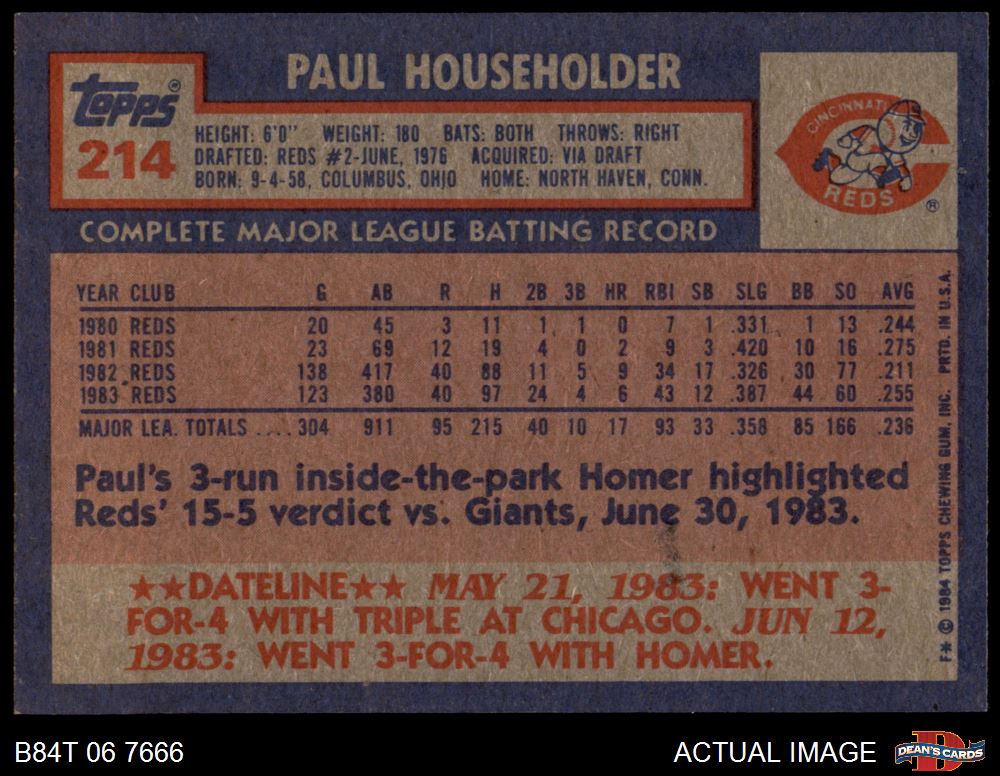 PAUL HOUSEHOLDER
Topps®
214
HEIGHT: 6'0" WEIGHT: 180 BATS: BOTH THROWS: RIGHT
DRAFTED: REDS #2-JUNE, 1976 ACQUIRED: VIA DRAFT
BORN: 9-4-58, COLUMBUS, OHIO HOME: NORTH HAVEN, CONN.
CINCINNATI
REDS
®
COMPLETE MAJOR LEAGUE BATTING RECORD
YEAR CLUB G AB R H 2B 3B HR RBI SB SLG BB SO AVG
1980 REDS 20 45 3 11 1 1 0 7 1 .331 1 13 .244
1981 REDS 23 69 12 19 4 0 2 9 3 .420 10 16 .275
1982 REDS 138 417 40 88 11 5 9 34 17 .326 30 77 .211
1983 REDS 123 380 40 97 24 4 6 43 12 .387 44 60 .255
MAJOR LEA. TOTALS .... 304 911 95 215 40 10 17 93 33 .358 85 166 .236
Paul's 3-run inside-the-park Homer highlighted
Reds' 15-5 verdict vs. Giants, June 30, 1983.
★★DATELINE★★ MAY 21, 1983: WENT 3-
FOR-4 WITH TRIPLE AT CHICAGO. JUN 12,
1983: WENT 3-FOR-4 WITH HOMER.
F* © 1984 TOPPS CHEWING GUM, INC. PRTD. IN U.S.A.
B84T 06 7666
ACTUAL IMAGE
DEAN'S CARDS